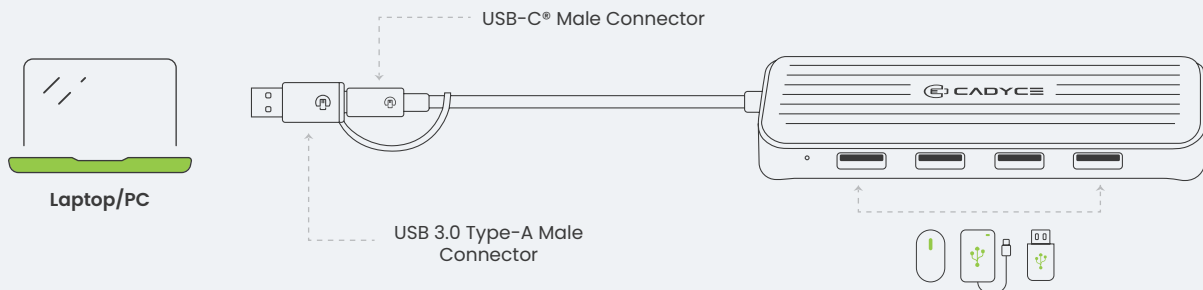 USB-C® Male Connector
CADYCE
Laptop/PC
USB 3.0 Type-A Male
Connector